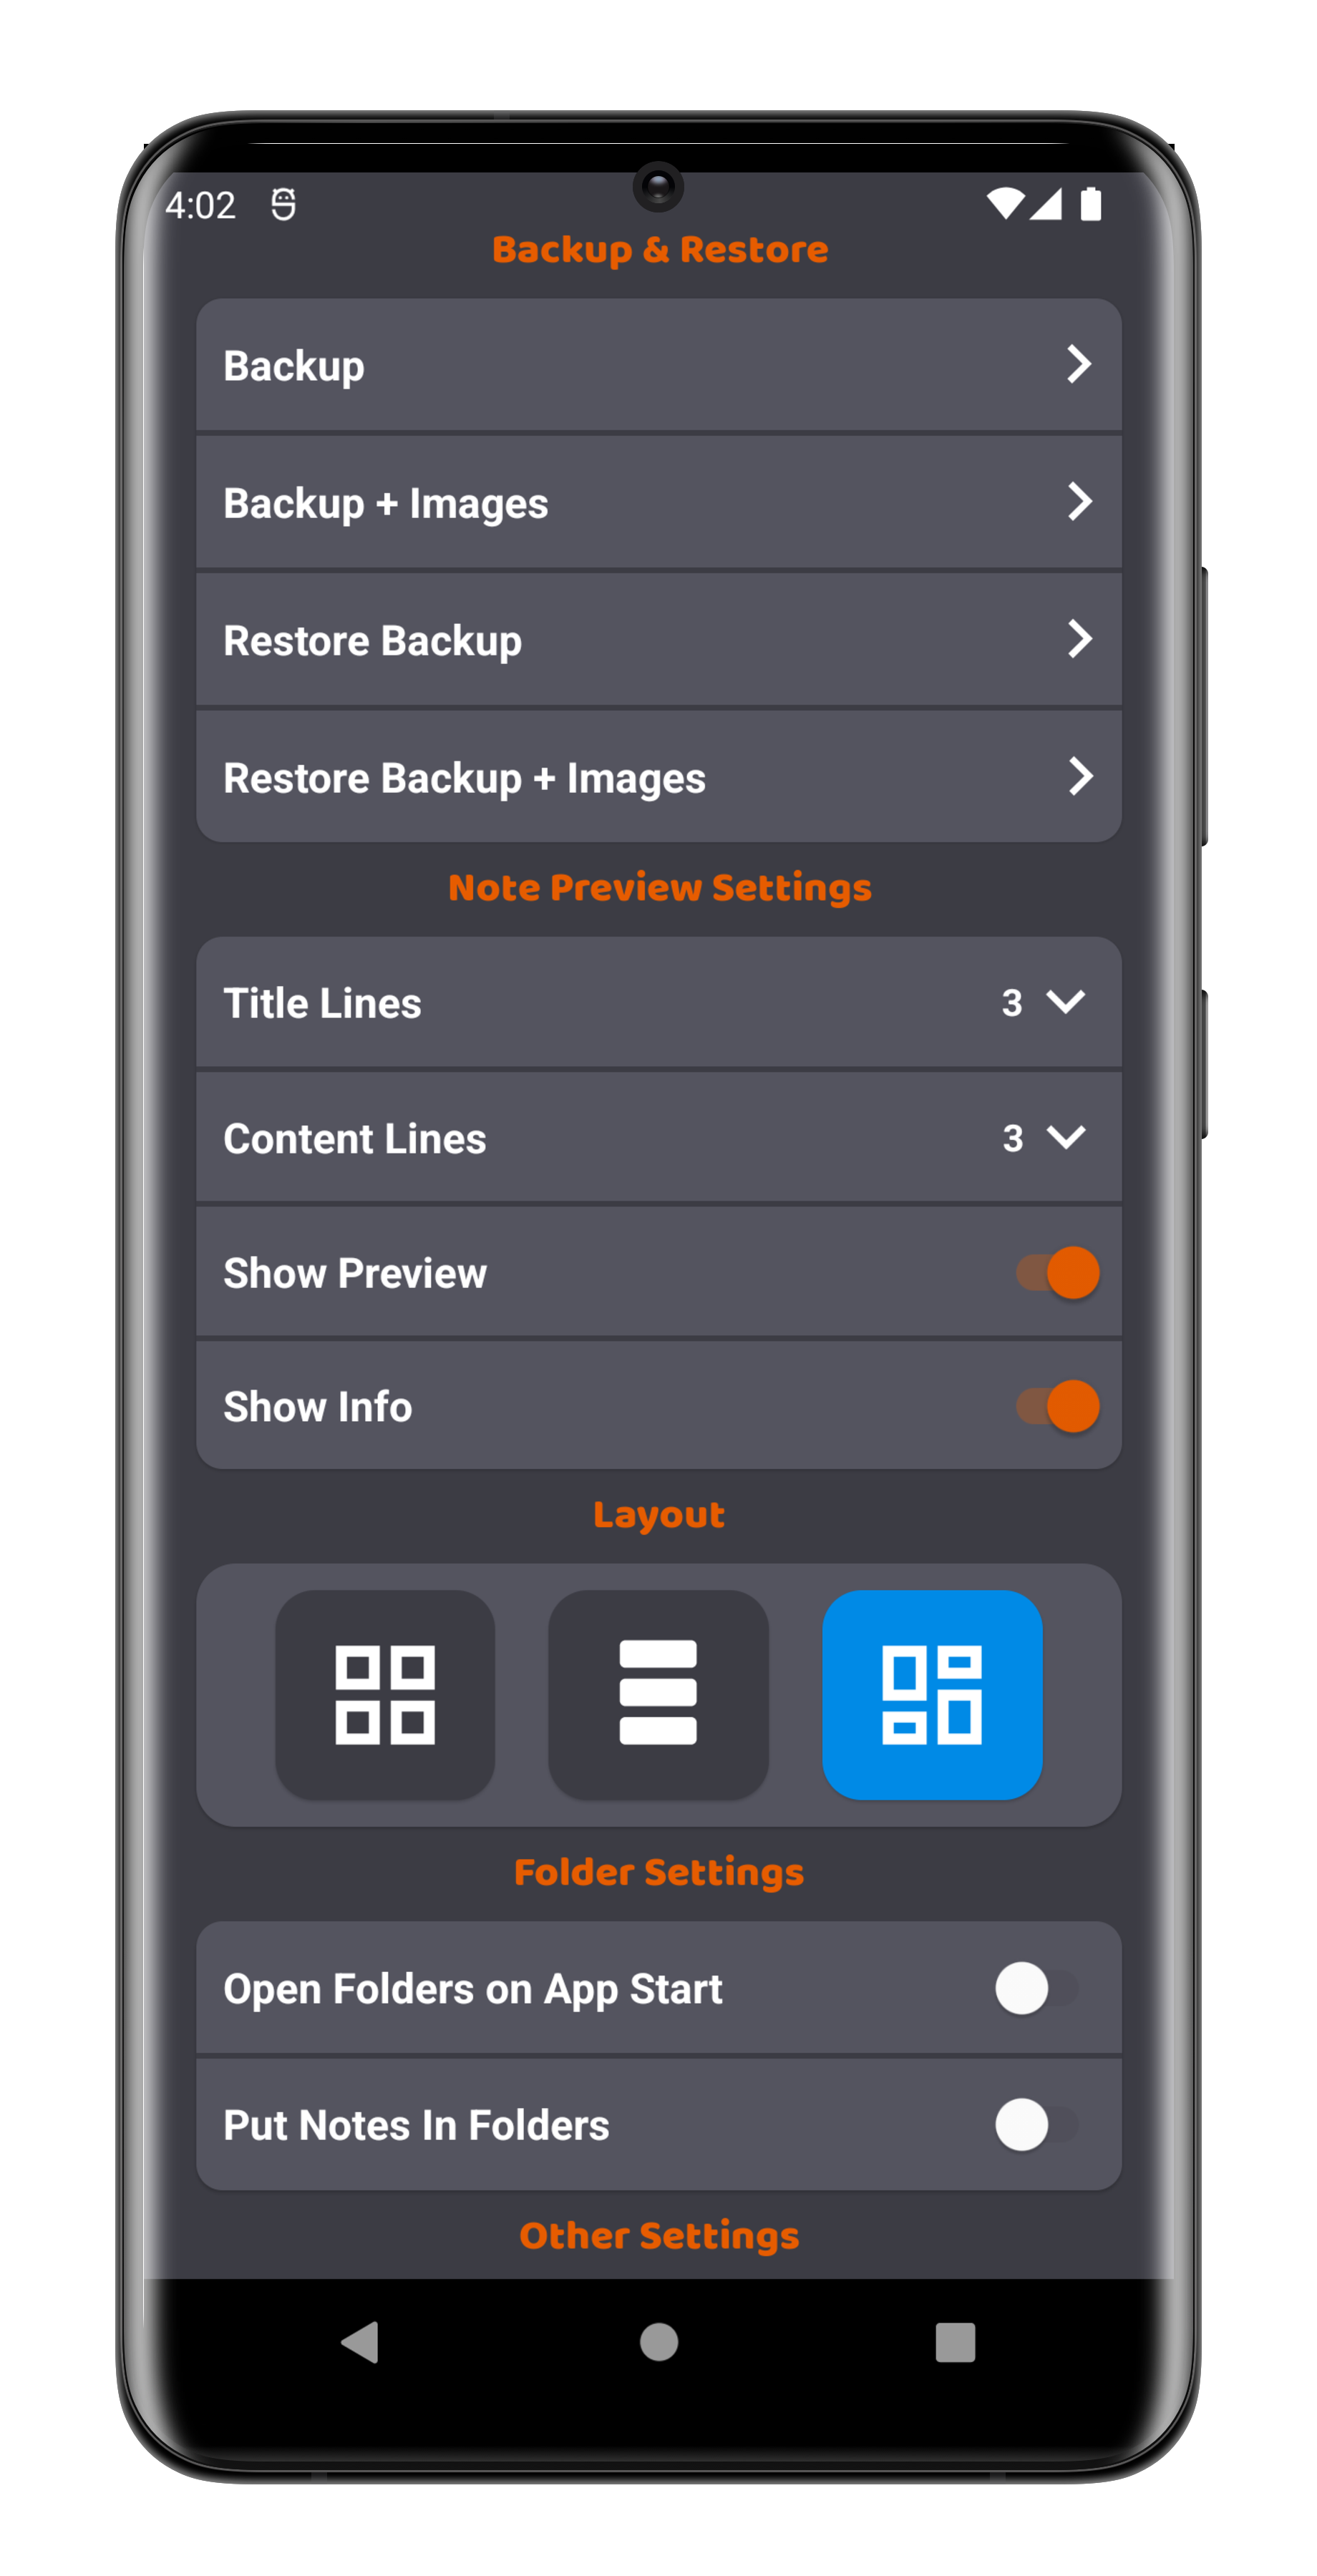 4:02
Backup & Restore
Backup
Backup + Images
Restore Backup
Restore Backup + Images
Note Preview Settings
Title Lines 3
Content Lines 3
Show Preview
Show Info
Layout
Folder Settings
Open Folders on App Start
Put Notes In Folders
Other Settings